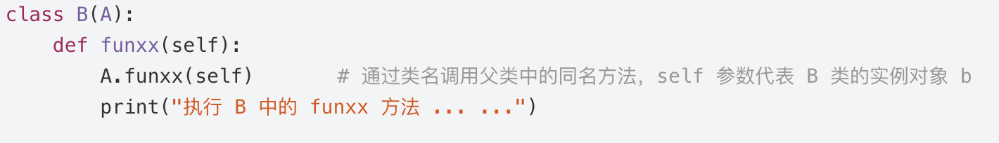 class B(A):
    def funxx(self):
        A.funxx(self)       # 通过类名调用父类中的同名方法，self 参数代表 B 类的实例对象 b
        print("执行 B 中的 funxx 方法 ... ...")